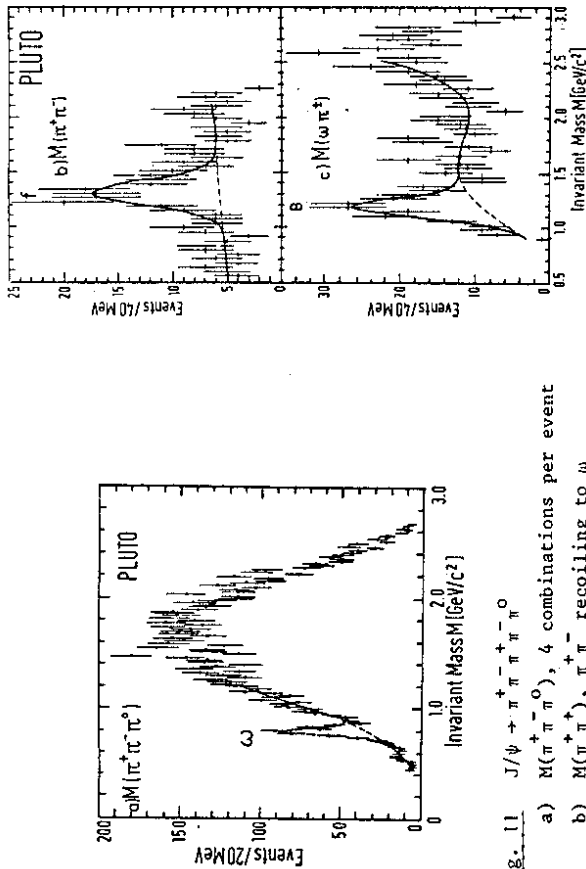 200
150
100
50
0
Events/20 MeV
a) M(π⁺π⁻π⁰)
PLUTO
ω
0
1.0
2.0
3.0
Invariant Mass M [GeV/c²]
25
20
15
10
5
Events/40 MeV
f
b) M(π⁺π⁻)
PLUTO
30
20
10
0
Events/40 MeV
B
c) M(ωπ±)
0.5
1.0
1.5
2.0
2.5
3.0
Invariant Mass M [GeV/c²]
g. 11 J/ψ → π⁺π⁻π⁺π⁻π⁰
a) M(π⁺π⁻π⁰), 4 combinations per event
b) M(π⁺π⁺), π⁺π⁻ recoiling to ω